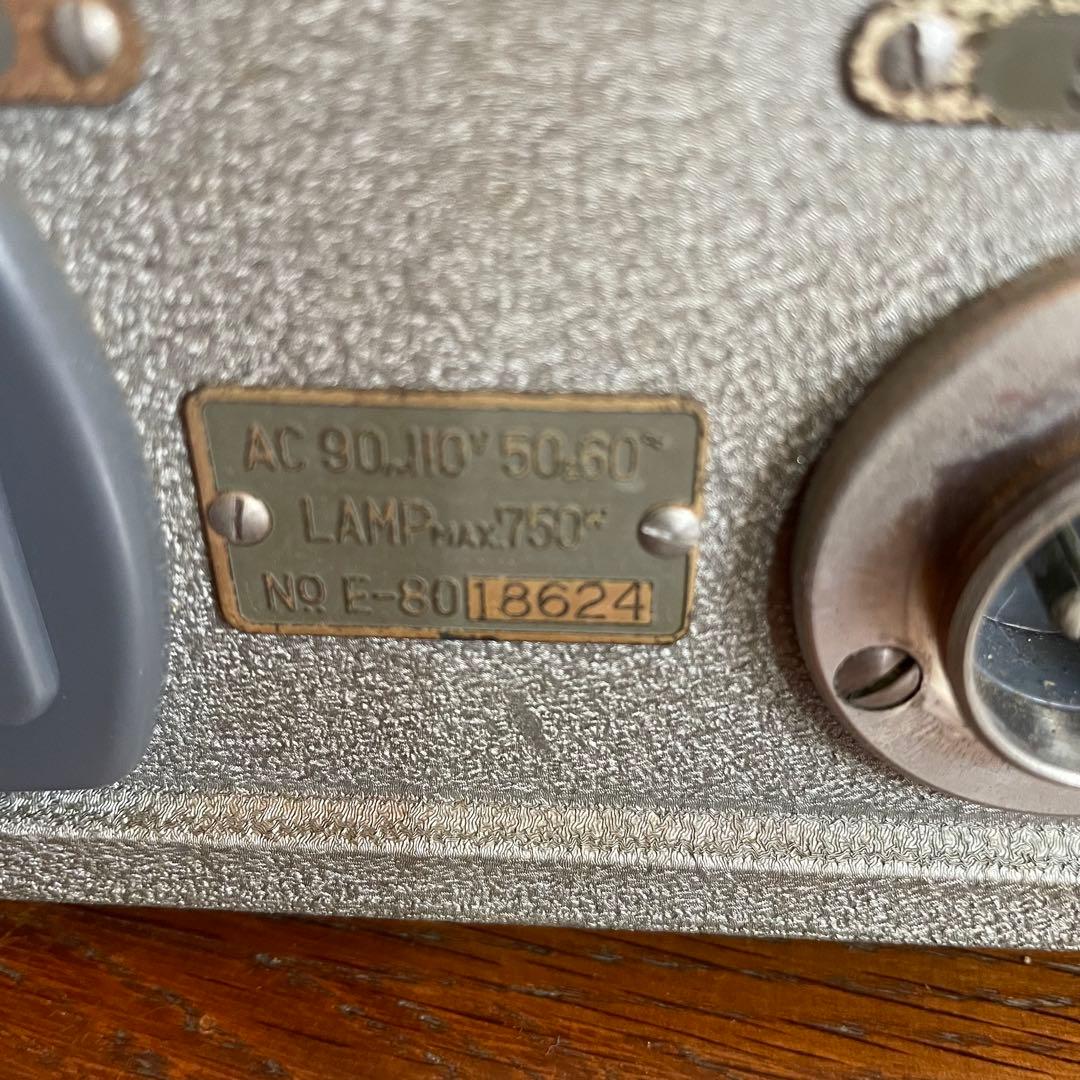 AC 90~110V 50~60~
LAMP MAX.750W
No E-80 18624